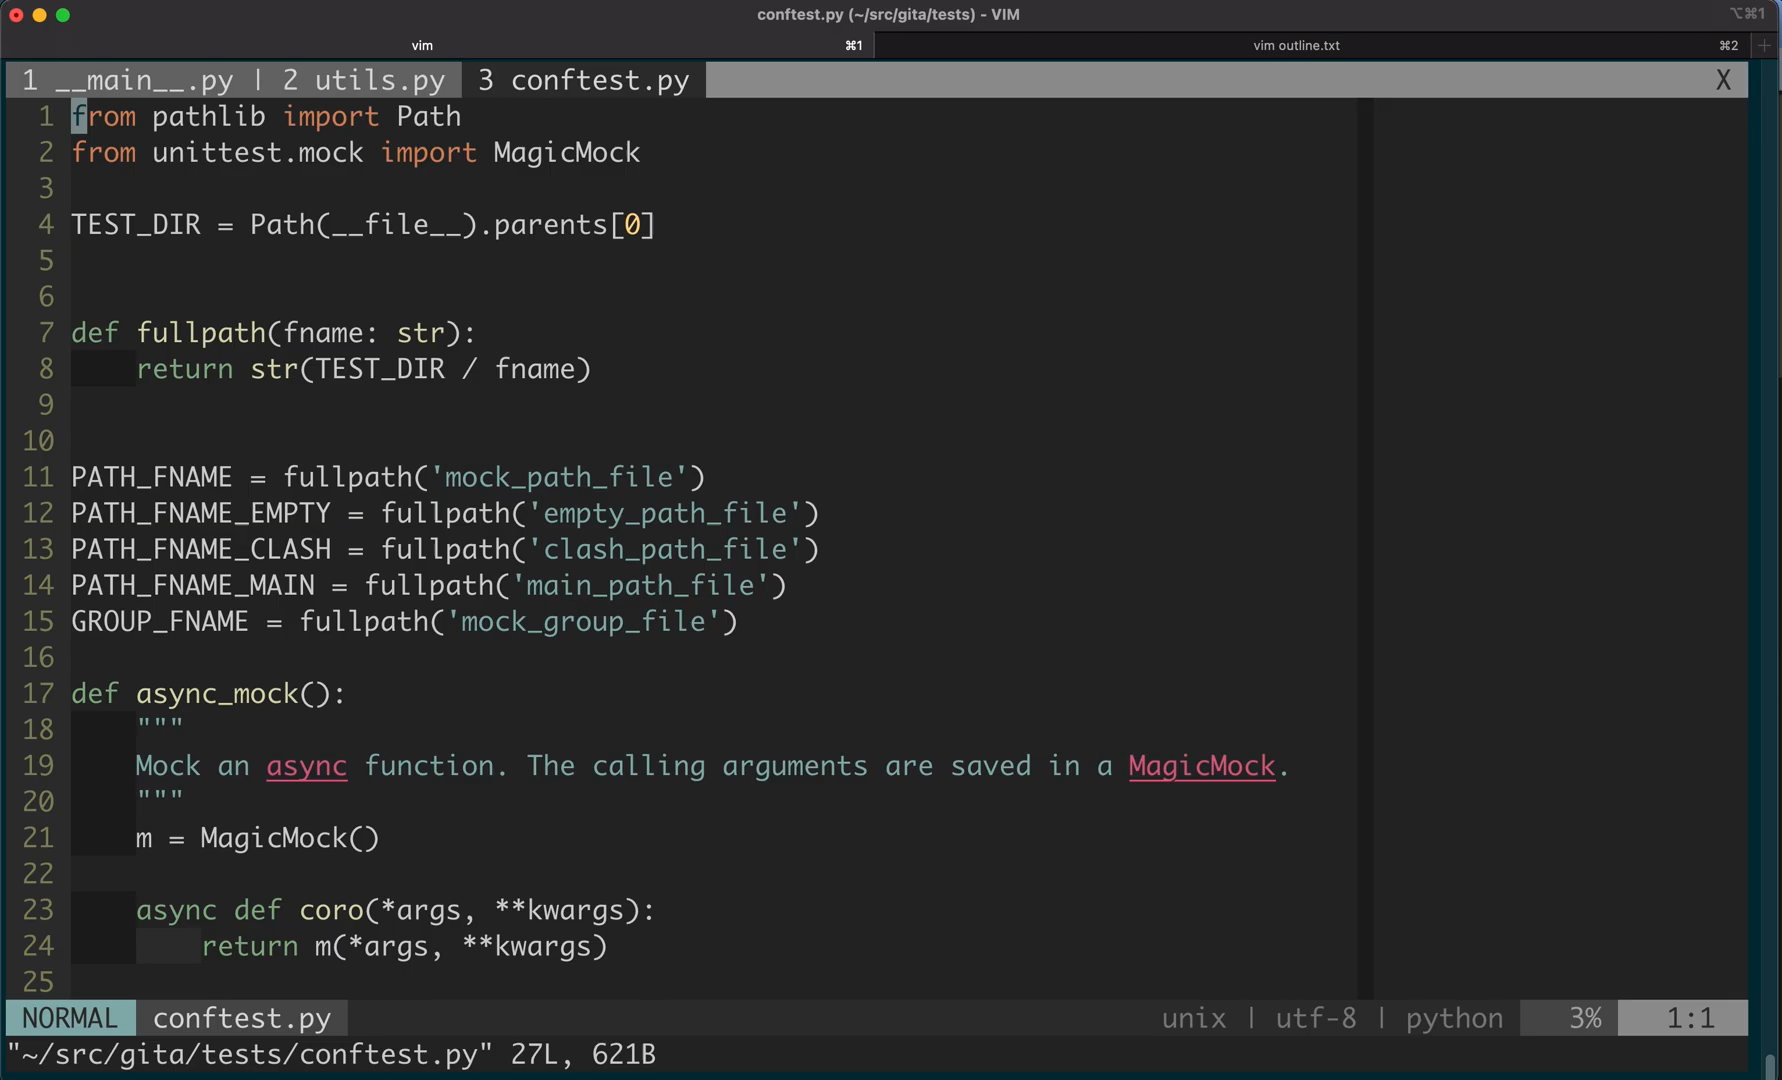 conftest.py (~/src/gita/tests) - VIM
⌥⌘1
vim ⌘1 vim outline.txt ⌘2 +
1 __main__.py | 2 utils.py 3 conftest.py X
1 from pathlib import Path
2 from unittest.mock import MagicMock
3
4 TEST_DIR = Path(__file__).parents[0]
5
6
7 def fullpath(fname: str):
8     return str(TEST_DIR / fname)
9
10
11 PATH_FNAME = fullpath('mock_path_file')
12 PATH_FNAME_EMPTY = fullpath('empty_path_file')
13 PATH_FNAME_CLASH = fullpath('clash_path_file')
14 PATH_FNAME_MAIN = fullpath('main_path_file')
15 GROUP_FNAME = fullpath('mock_group_file')
16
17 def async_mock():
18     """
19     Mock an async function. The calling arguments are saved in a MagicMock.
20     """
21     m = MagicMock()
22
23     async def coro(*args, **kwargs):
24         return m(*args, **kwargs)
25
NORMAL conftest.py unix | utf-8 | python 3% 1:1
"~/src/gita/tests/conftest.py" 27L, 621B